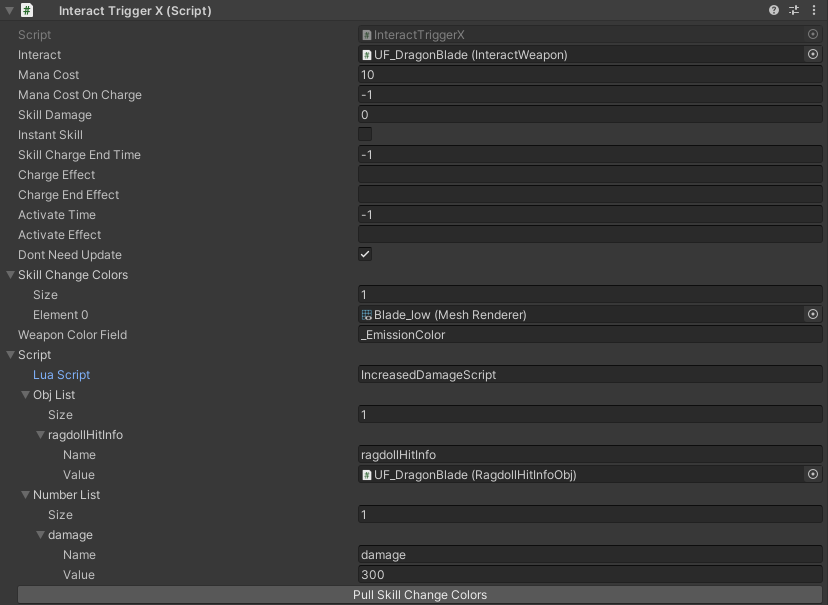 Interact Trigger X (Script)
Script InteractTriggerX
Interact UF_DragonBlade (InteractWeapon)
Mana Cost 10
Mana Cost On Charge -1
Skill Damage 0
Instant Skill
Skill Charge End Time -1
Charge Effect
Charge End Effect
Activate Time -1
Activate Effect
Dont Need Update
Skill Change Colors
Size 1
Element 0 Blade_low (Mesh Renderer)
Weapon Color Field _EmissionColor
Script
Lua Script IncreasedDamageScript
Obj List
Size 1
ragdollHitInfo
Name ragdollHitInfo
Value UF_DragonBlade (RagdollHitInfoObj)
Number List
Size 1
damage
Name damage
Value 300
Pull Skill Change Colors